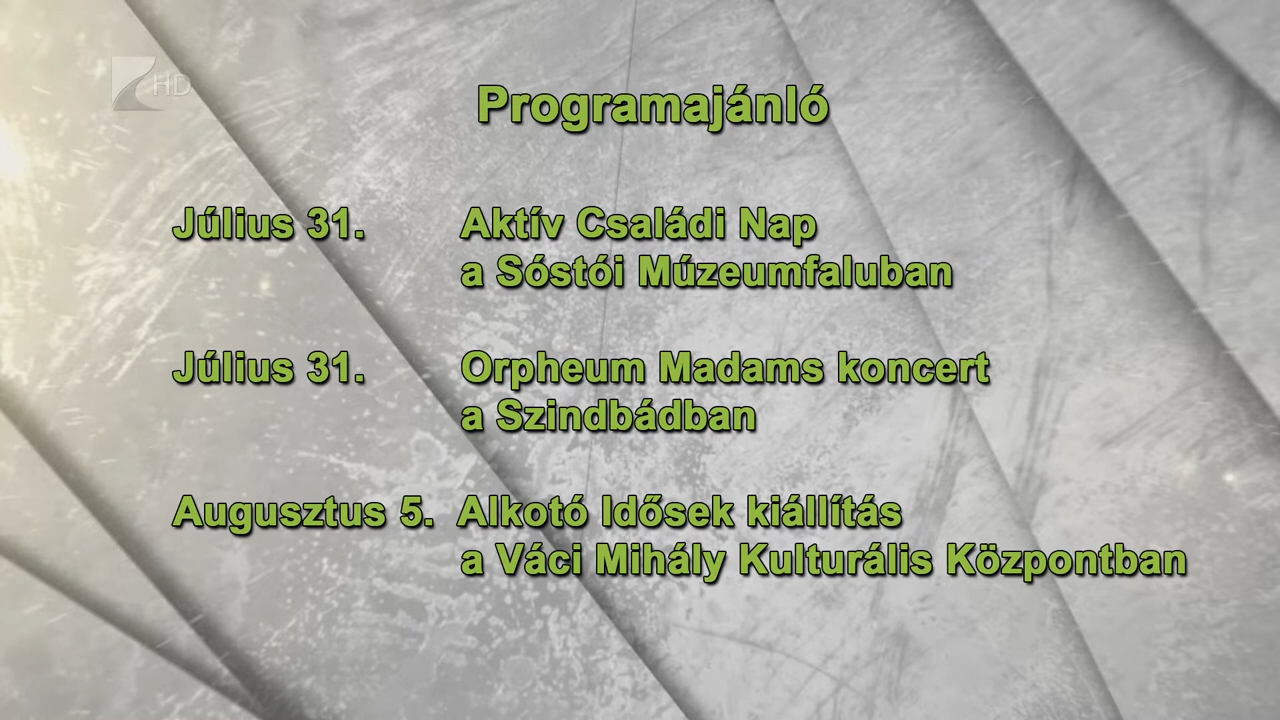 HD
Programajánló
Július 31. Aktív Családi Nap
a Sóstói Múzeumfaluban
Július 31. Orpheum Madams koncert
a Szindbádban
Augusztus 5. Alkotó Idősek kiállítás
a Váci Mihály Kulturális Központban